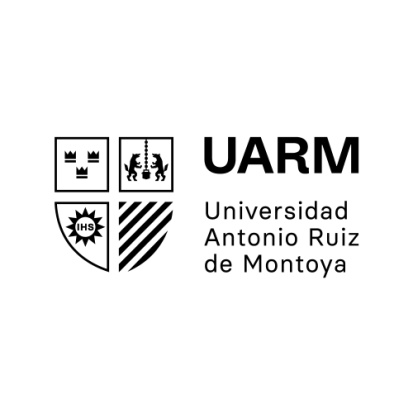 UARM
Universidad
Antonio Ruiz
de Montoya
IHS